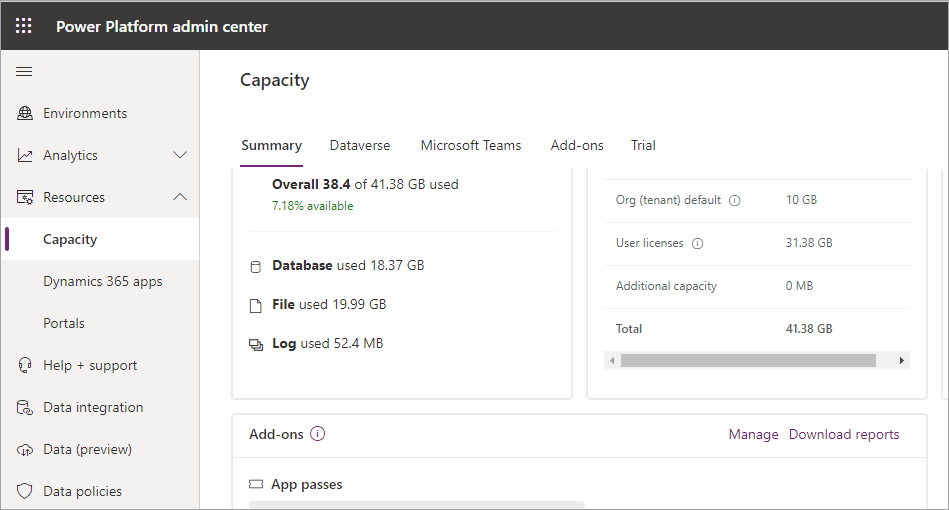 Power Platform admin center
Environments
Analytics
Resources
Capacity
Dynamics 365 apps
Portals
Help + support
Data integration
Data (preview)
Data policies
Capacity
Summary Dataverse Microsoft Teams Add-ons Trial
Overall 38.4 of 41.38 GB used
7.18% available
Database used 18.37 GB
File used 19.99 GB
Log used 52.4 MB
Org (tenant) default 10 GB
User licenses 31.38 GB
Additional capacity 0 MB
Total 41.38 GB
Add-ons Manage Download reports
App passes